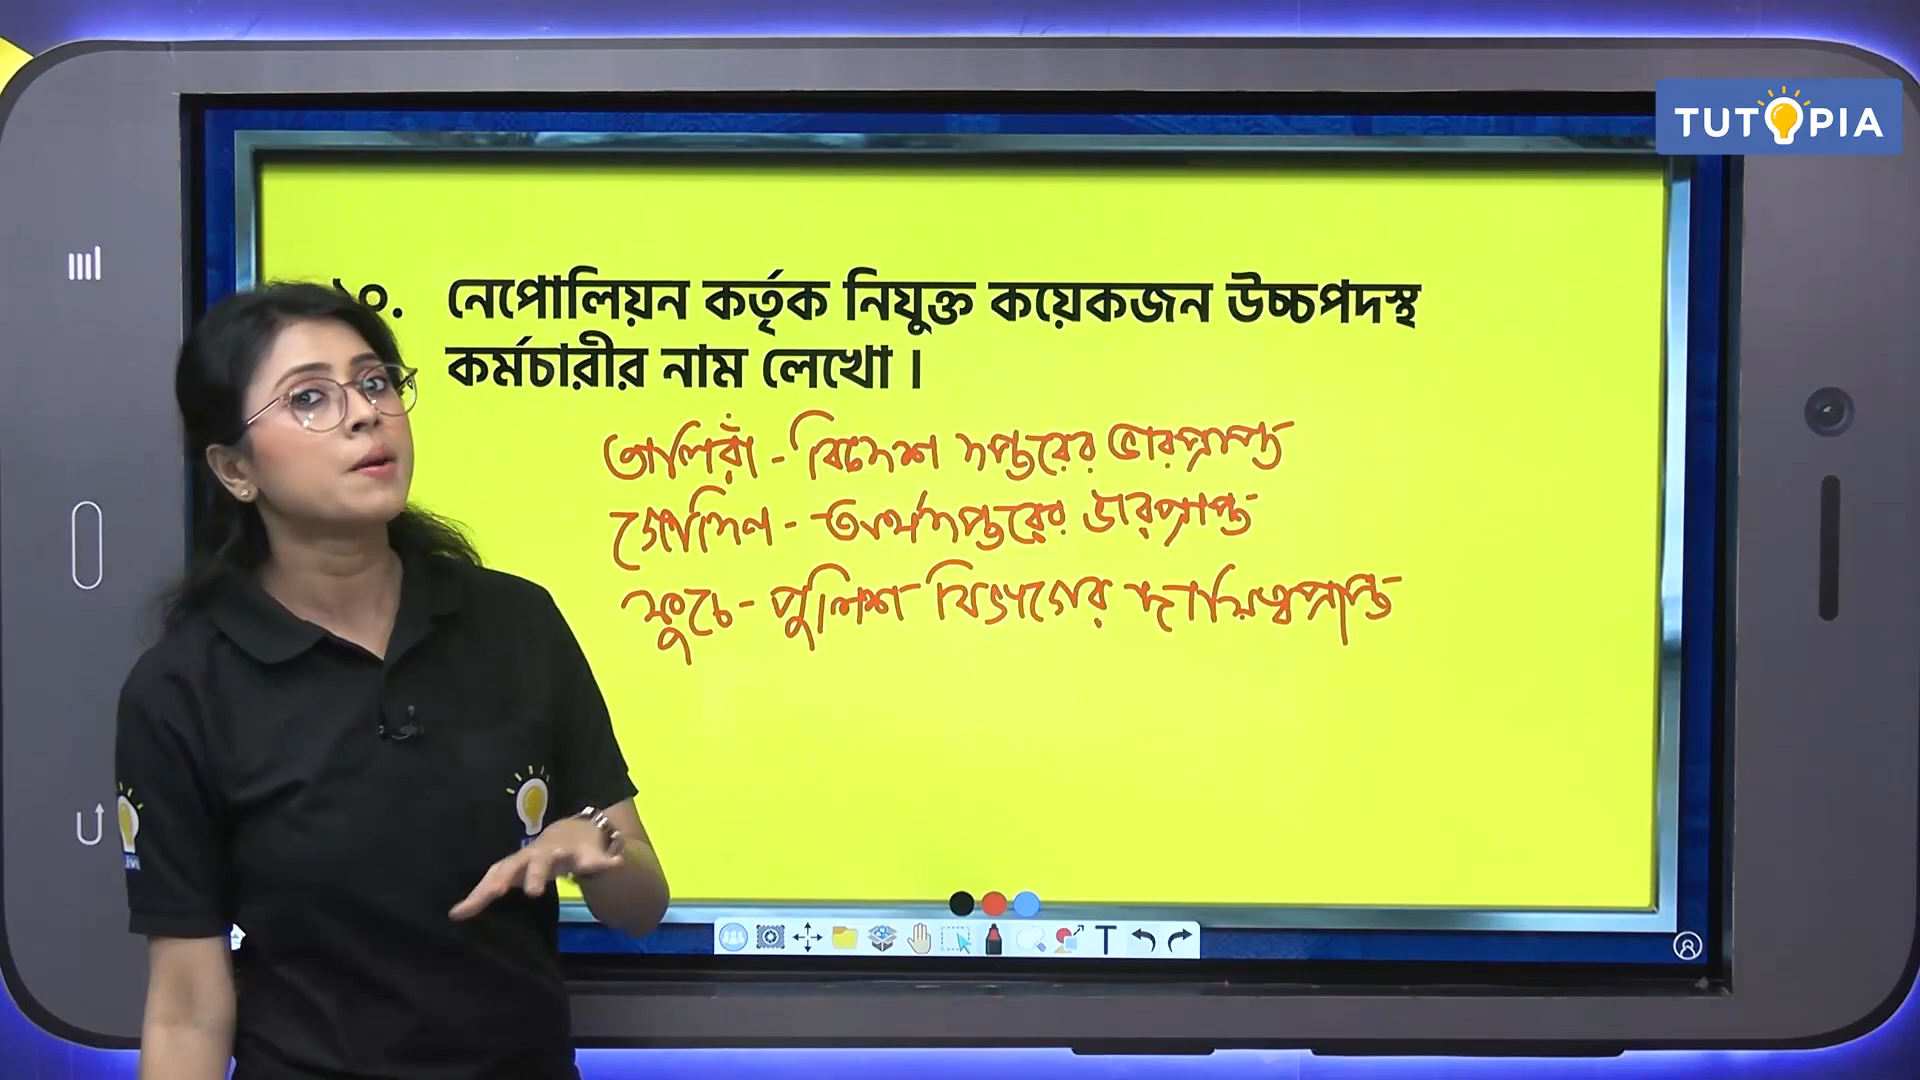 TUTOPIA
১০. নেপোলিয়ন কর্তৃক নিযুক্ত কয়েকজন উচ্চপদস্থ
কর্মচারীর নাম লেখো ।
তালিরাঁ - বিদেশ দপ্তরের ভারপ্রাপ্ত
- অর্থদপ্তরের ভারপ্রাপ্ত
ফুচে - পুলিশ বিভাগের দায়িত্বপ্রাপ্ত
T